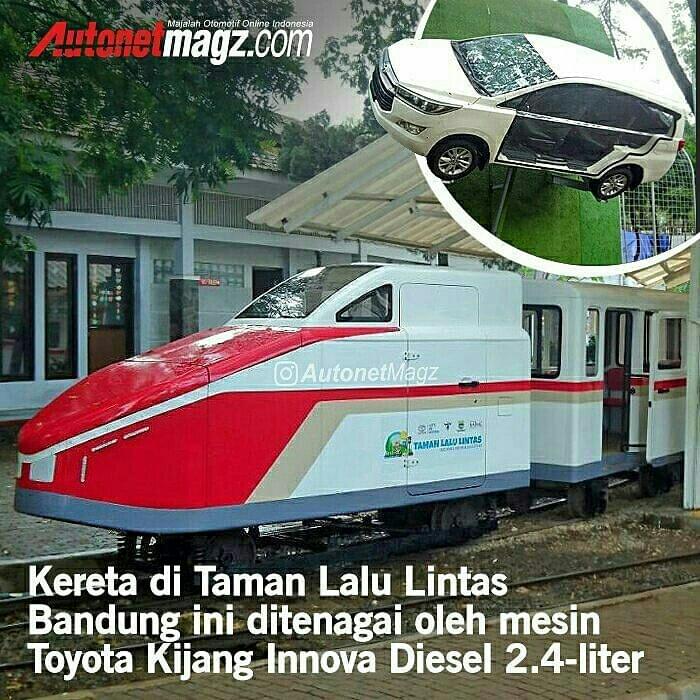 Majalah Otomotif Online Indonesia
Autonetmagz.com
AutonetMagz
TAMAN LALU LINTAS
Kereta di Taman Lalu Lintas
Bandung ini ditenagai oleh mesin
Toyota Kijang Innova Diesel 2.4-liter